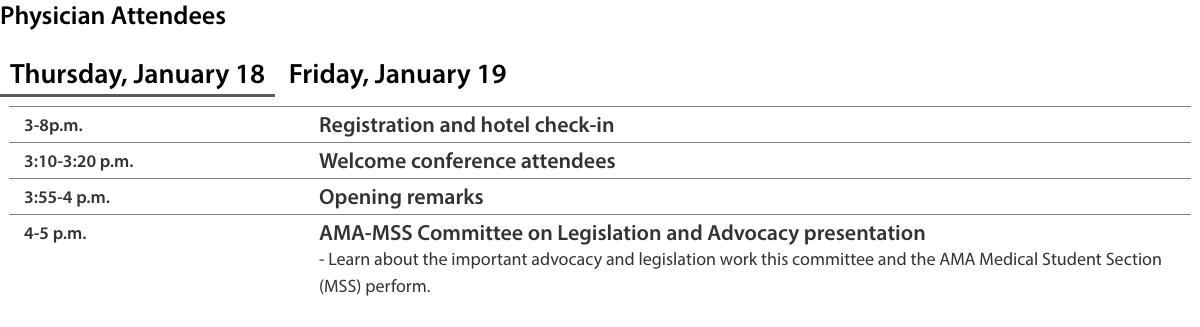 Physician Attendees
Thursday, January 18 Friday, January 19
3-8p.m. Registration and hotel check-in
3:10-3:20 p.m. Welcome conference attendees
3:55-4 p.m. Opening remarks
4-5 p.m. AMA-MSS Committee on Legislation and Advocacy presentation
- Learn about the important advocacy and legislation work this committee and the AMA Medical Student Section
(MSS) perform.